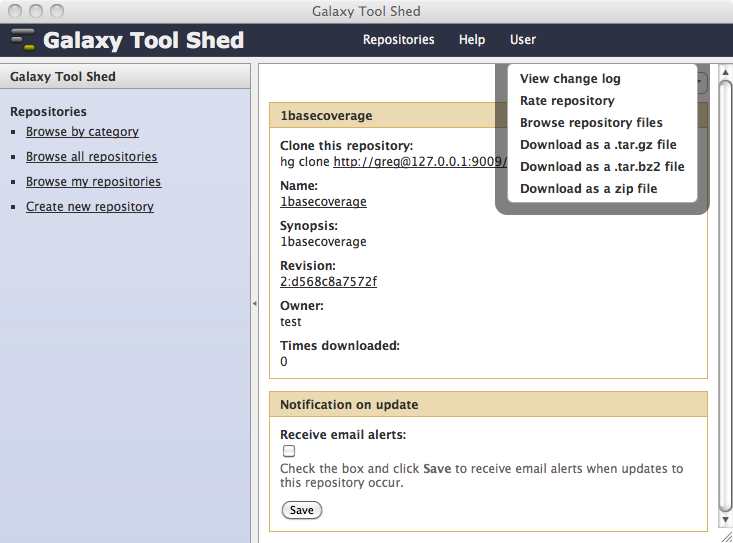 Galaxy Tool Shed
Galaxy Tool Shed
Repositories
Help
User
Galaxy Tool Shed
Repositories
Browse by category
Browse all repositories
Browse my repositories
Create new repository
View change log
Rate repository
Browse repository files
Download as a .tar.gz file
Download as a .tar.bz2 file
Download as a zip file
1basecoverage
Clone this repository:
hg clone http://greg@127.0.0.1:9009/
Name:
1basecoverage
Synopsis:
1basecoverage
Revision:
2:d568c8a7572f
Owner:
test
Times downloaded:
0
Notification on update
Receive email alerts:
Check the box and click Save to receive email alerts when updates to
this repository occur.
Save